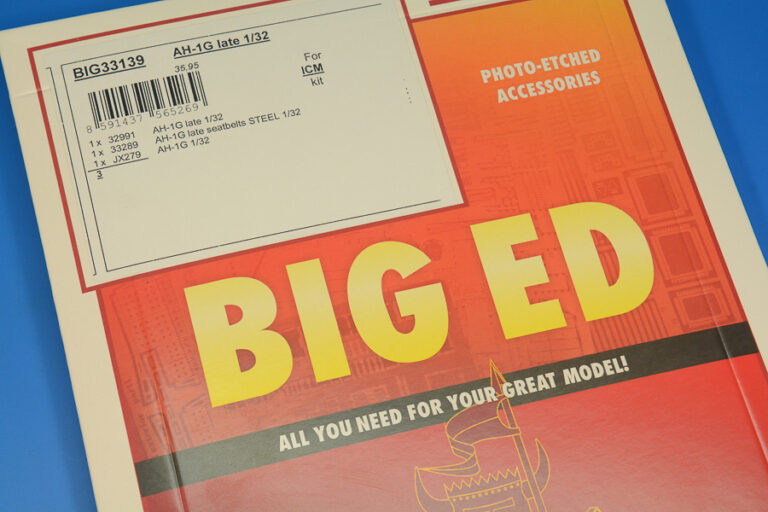 BIG33139 AH-1G late 1/32
35.95
For
ICM
kit
8 591437 565269
1 x 32991 AH-1G late 1/32
1 x 33289 AH-1G late seatbelts STEEL 1/32
1 x JX279 AH-1G 1/32
3
PHOTO-ETCHED
ACCESSORIES
BIG ED
ALL YOU NEED FOR YOUR GREAT MODEL!